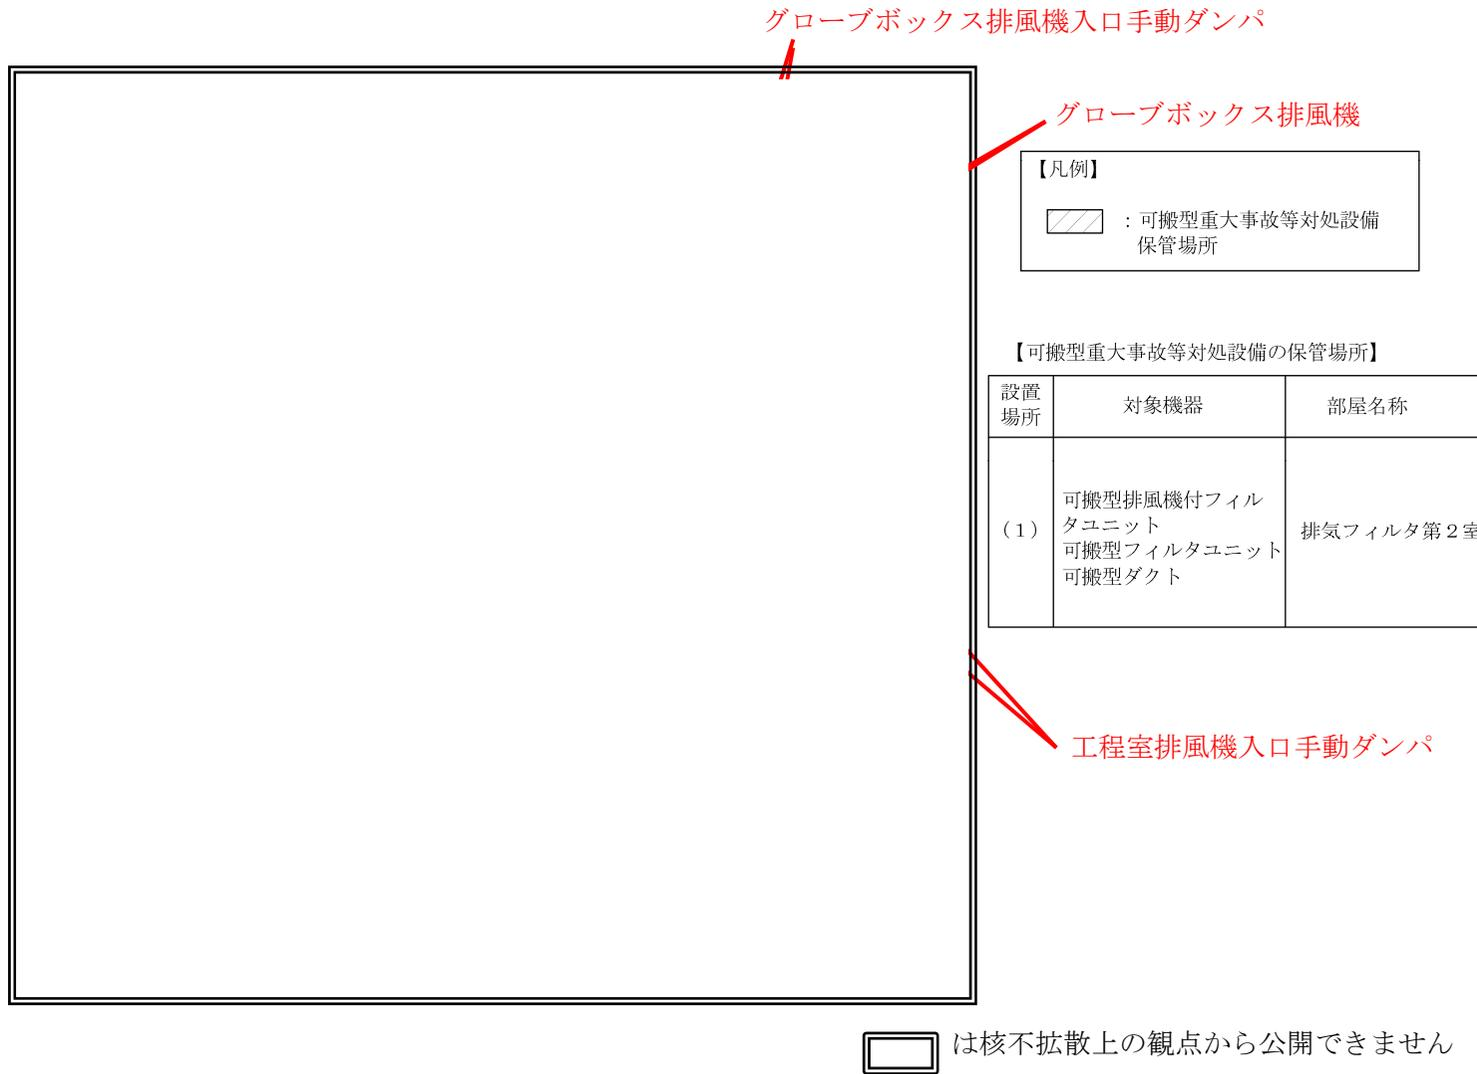 グローブボックス排風機入口手動ダンパ
グローブボックス排風機
【凡例】
：可搬型重大事故等対処設備
保管場所
【可搬型重大事故等対処設備の保管場所】
設置
場所
対象機器
部屋名称
（１）
可搬型排風機付フィル
タユニット
可搬型フィルタユニット
可搬型ダクト
排気フィルタ第２室
工程室排風機入口手動ダンパ
は核不拡散上の観点から公開できません